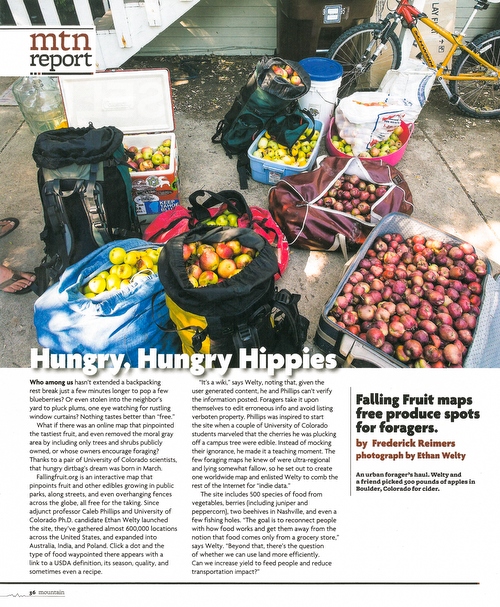 mtn
report
LAY FLAT
KEEP
TAHOE
BLUE
Hungry, Hungry Hippies
Who among us hasn't extended a backpacking
rest break just a few minutes longer to pop a few
blueberries? Or even stolen into the neighbor's
yard to pluck plums, one eye watching for rustling
window curtains? Nothing tastes better than "free."
What if there was an online map that pinpointed
the tastiest fruit, and even removed the moral gray
area by including only trees and shrubs publicly
owned, or whose owners encourage foraging?
Thanks to a pair of University of Colorado scientists,
that hungry dirtbag's dream was born in March.
Fallingfruit.org is an interactive map that
pinpoints fruit and other edibles growing in public
parks, along streets, and even overhanging fences
across the globe, all free for the taking. Since
adjunct professor Caleb Phillips and University of
Colorado Ph.D. candidate Ethan Welty launched
the site, they've gathered almost 600,000 locations
across the United States, and expanded into
Australia, India, and Poland. Click a dot and the
type of food waypointed there appears with a
link to a USDA definition, its season, quality, and
sometimes even a recipe.
"It's a wiki," says Welty, noting that, given the
user generated content, he and Phillips can't verify
the information posted. Foragers take it upon
themselves to edit erroneous info and avoid listing
verboten property. Phillips was inspired to start
the site when a couple of University of Colorado
students marveled that the cherries he was plucking
off a campus tree were edible. Instead of mocking
their ignorance, he made it a teaching moment. The
few foraging maps he knew of were ultra-regional
and lying somewhat fallow, so he set out to create
one worldwide map and enlisted Welty to comb the
rest of the Internet for "indie data."
The site includes 500 species of food from
vegetables, berries (including juniper and
peppercorn), two beehives in Nashville, and even a
few fishing holes. "The goal is to reconnect people
with how food works and get them away from the
notion that food comes only from a grocery store,"
says Welty. "Beyond that, there's the question
of whether we can use land more efficiently.
Can we increase yield to feed people and reduce
transportation impact?"
Falling Fruit maps
free produce spots
for foragers.
by Frederick Reimers
photograph by Ethan Welty
An urban forager's haul. Welty and
a friend picked 500 pounds of apples in
Boulder, Colorado for cider.
36 mountain